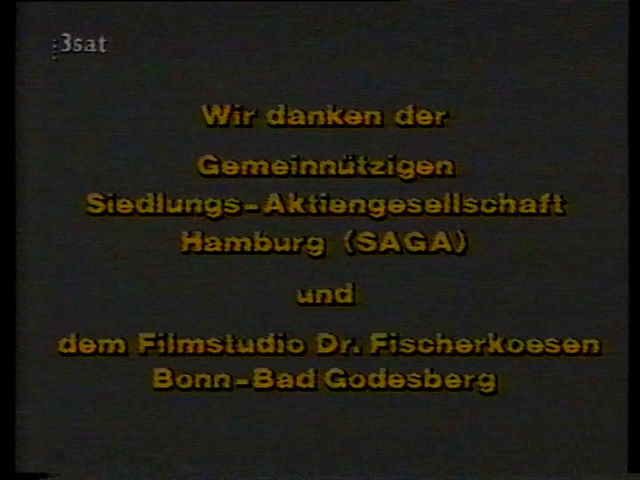 3sat
Wir danken der
Gemeinnützigen
Siedlungs-Aktiengesellschaft
Hamburg (SAGA)
und
dem Filmstudio Dr. Fischerkoesen
Bonn-Bad Godesberg